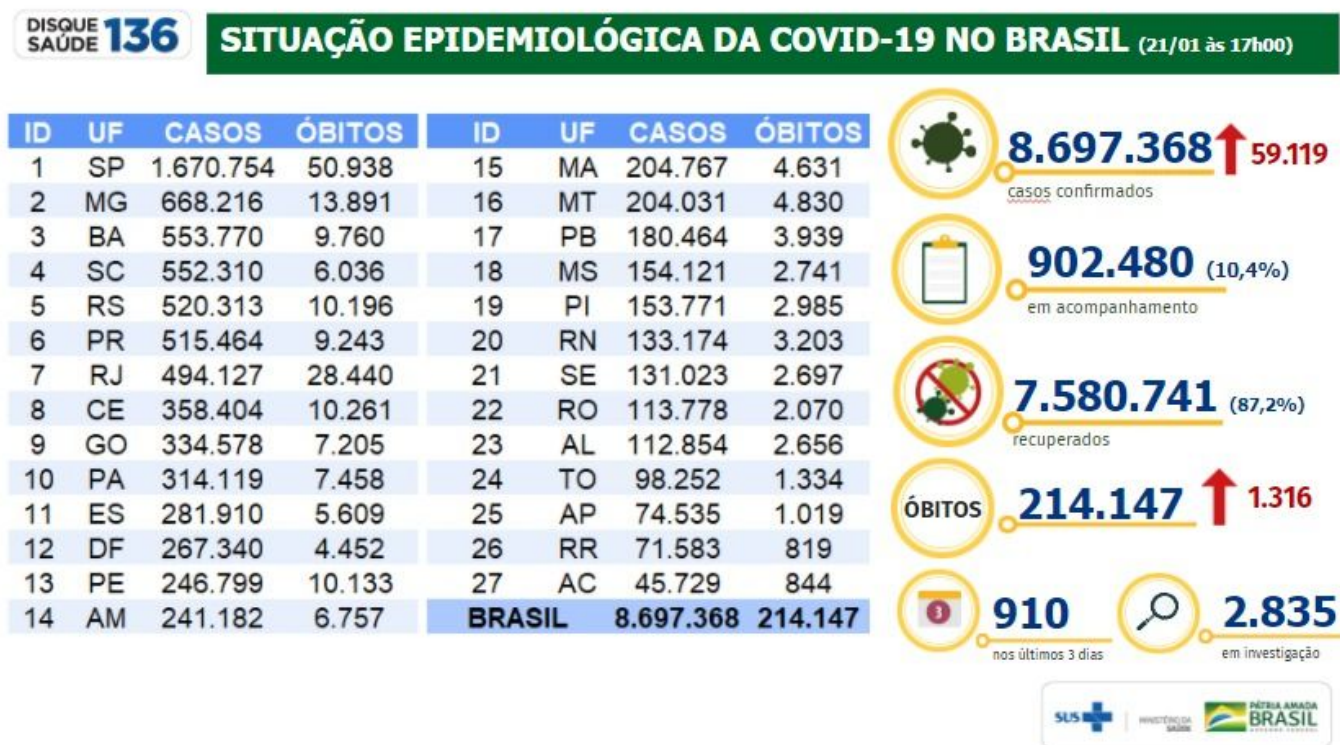 DISQUE SAÚDE 136
SITUAÇÃO EPIDEMIOLÓGICA DA COVID-19 NO BRASIL (21/01 às 17h00)
ID UF CASOS ÓBITOS ID UF CASOS ÓBITOS
1 SP 1.670.754 50.938 15 MA 204.767 4.631
2 MG 668.216 13.891 16 MT 204.031 4.830
3 BA 553.770 9.760 17 PB 180.464 3.939
4 SC 552.310 6.036 18 MS 154.121 2.741
5 RS 520.313 10.196 19 PI 153.771 2.985
6 PR 515.464 9.243 20 RN 133.174 3.203
7 RJ 494.127 28.440 21 SE 131.023 2.697
8 CE 358.404 10.261 22 RO 113.778 2.070
9 GO 334.578 7.205 23 AL 112.854 2.656
10 PA 314.119 7.458 24 TO 98.252 1.334
11 ES 281.910 5.609 25 AP 74.535 1.019
12 DF 267.340 4.452 26 RR 71.583 819
13 PE 246.799 10.133 27 AC 45.729 844
14 AM 241.182 6.757 BRASIL 8.697.368 214.147
8.697.368 59.119
casos confirmados
902.480 (10,4%)
em acompanhamento
7.580.741 (87,2%)
recuperados
ÓBITOS 214.147 1.316
3 910
nos últimos 3 dias
2.835
em investigação
SUS
MINISTÉRIO DA
SAÚDE
PÁTRIA AMADA
BRASIL
GOVERNO FEDERAL